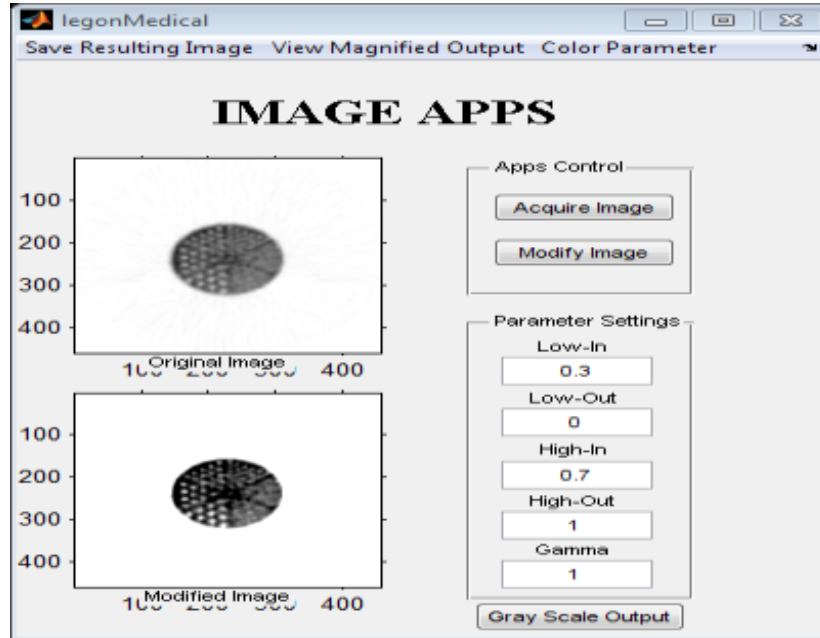 legonMedical
Save Resulting Image View Magnified Output Color Parameter
IMAGE APPS
100
200
300
400
Original Image
400
100
200
300
400
Modified Image
400
Apps Control
Acquire Image
Modify Image
Parameter Settings
Low-In
0.3
Low-Out
0
High-In
0.7
High-Out
1
Gamma
1
Gray Scale Output